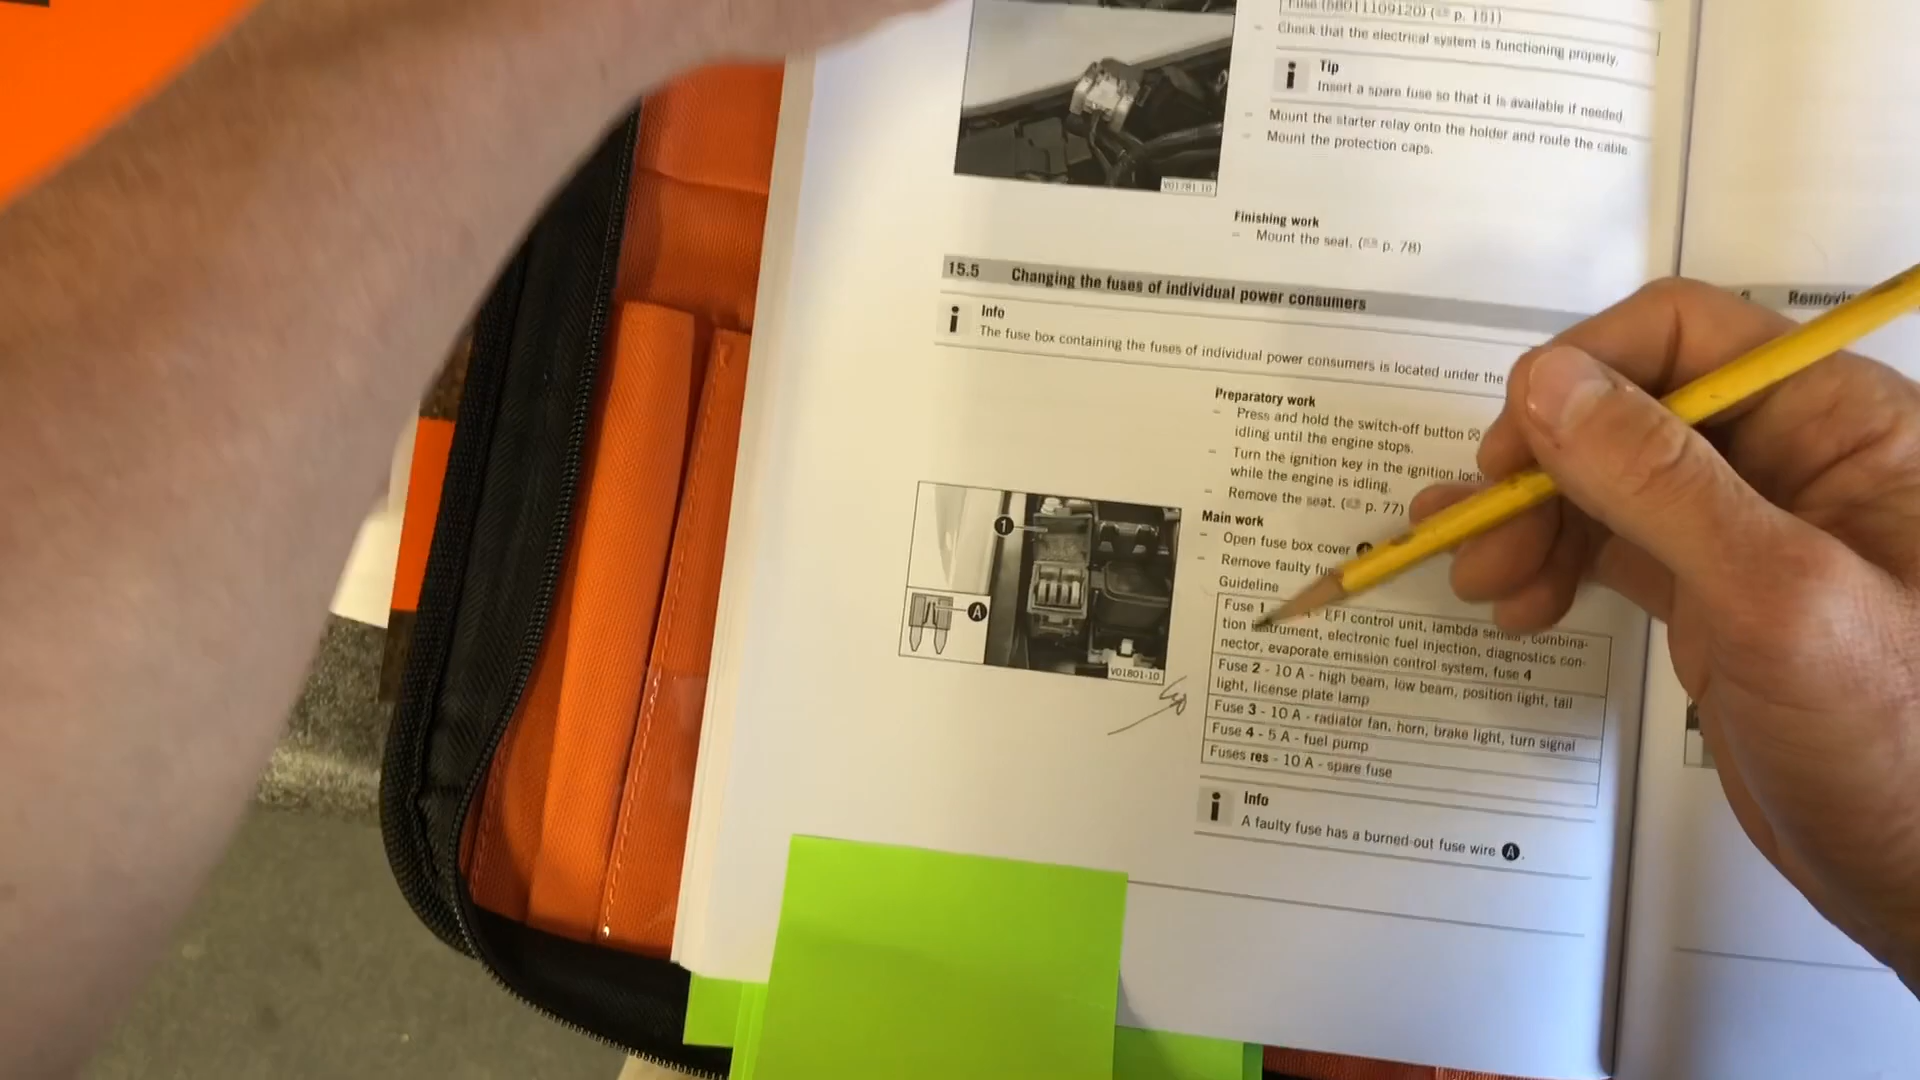 Fuse (58011109120) (p. 151)
– Check that the electrical system is functioning properly.
Tip
Insert a spare fuse so that it is available if needed.
– Mount the starter relay onto the holder and route the cable
– Mount the protection caps.
V01781-10
Finishing work
– Mount the seat. (p. 78)
15.5 Changing the fuses of individual power consumers
Info
The fuse box containing the fuses of individual power consumers is located under the
Preparatory work
– Press and hold the switch-off button
idling until the engine stops.
– Turn the ignition key in the ignition lock
while the engine is idling.
– Remove the seat. (p. 77)
Main work
– Open fuse box cover 1
– Remove faulty
Guideline
Fuse 1 - EFI control unit, lambda sensor, combina-
tion instrument, electronic fuel injection, diagnostics con-
nector, evaporate emission control system, fuse 4
Fuse 2 - 10 A - high beam, low beam, position light, tail
light, license plate lamp
Fuse 3 - 10 A - radiator fan, horn, brake light, turn signal
Fuse 4 - 5 A - fuel pump
Fuses res - 10 A - spare fuse
1
A
V01801-10
Info
A faulty fuse has a burned-out fuse wire A.